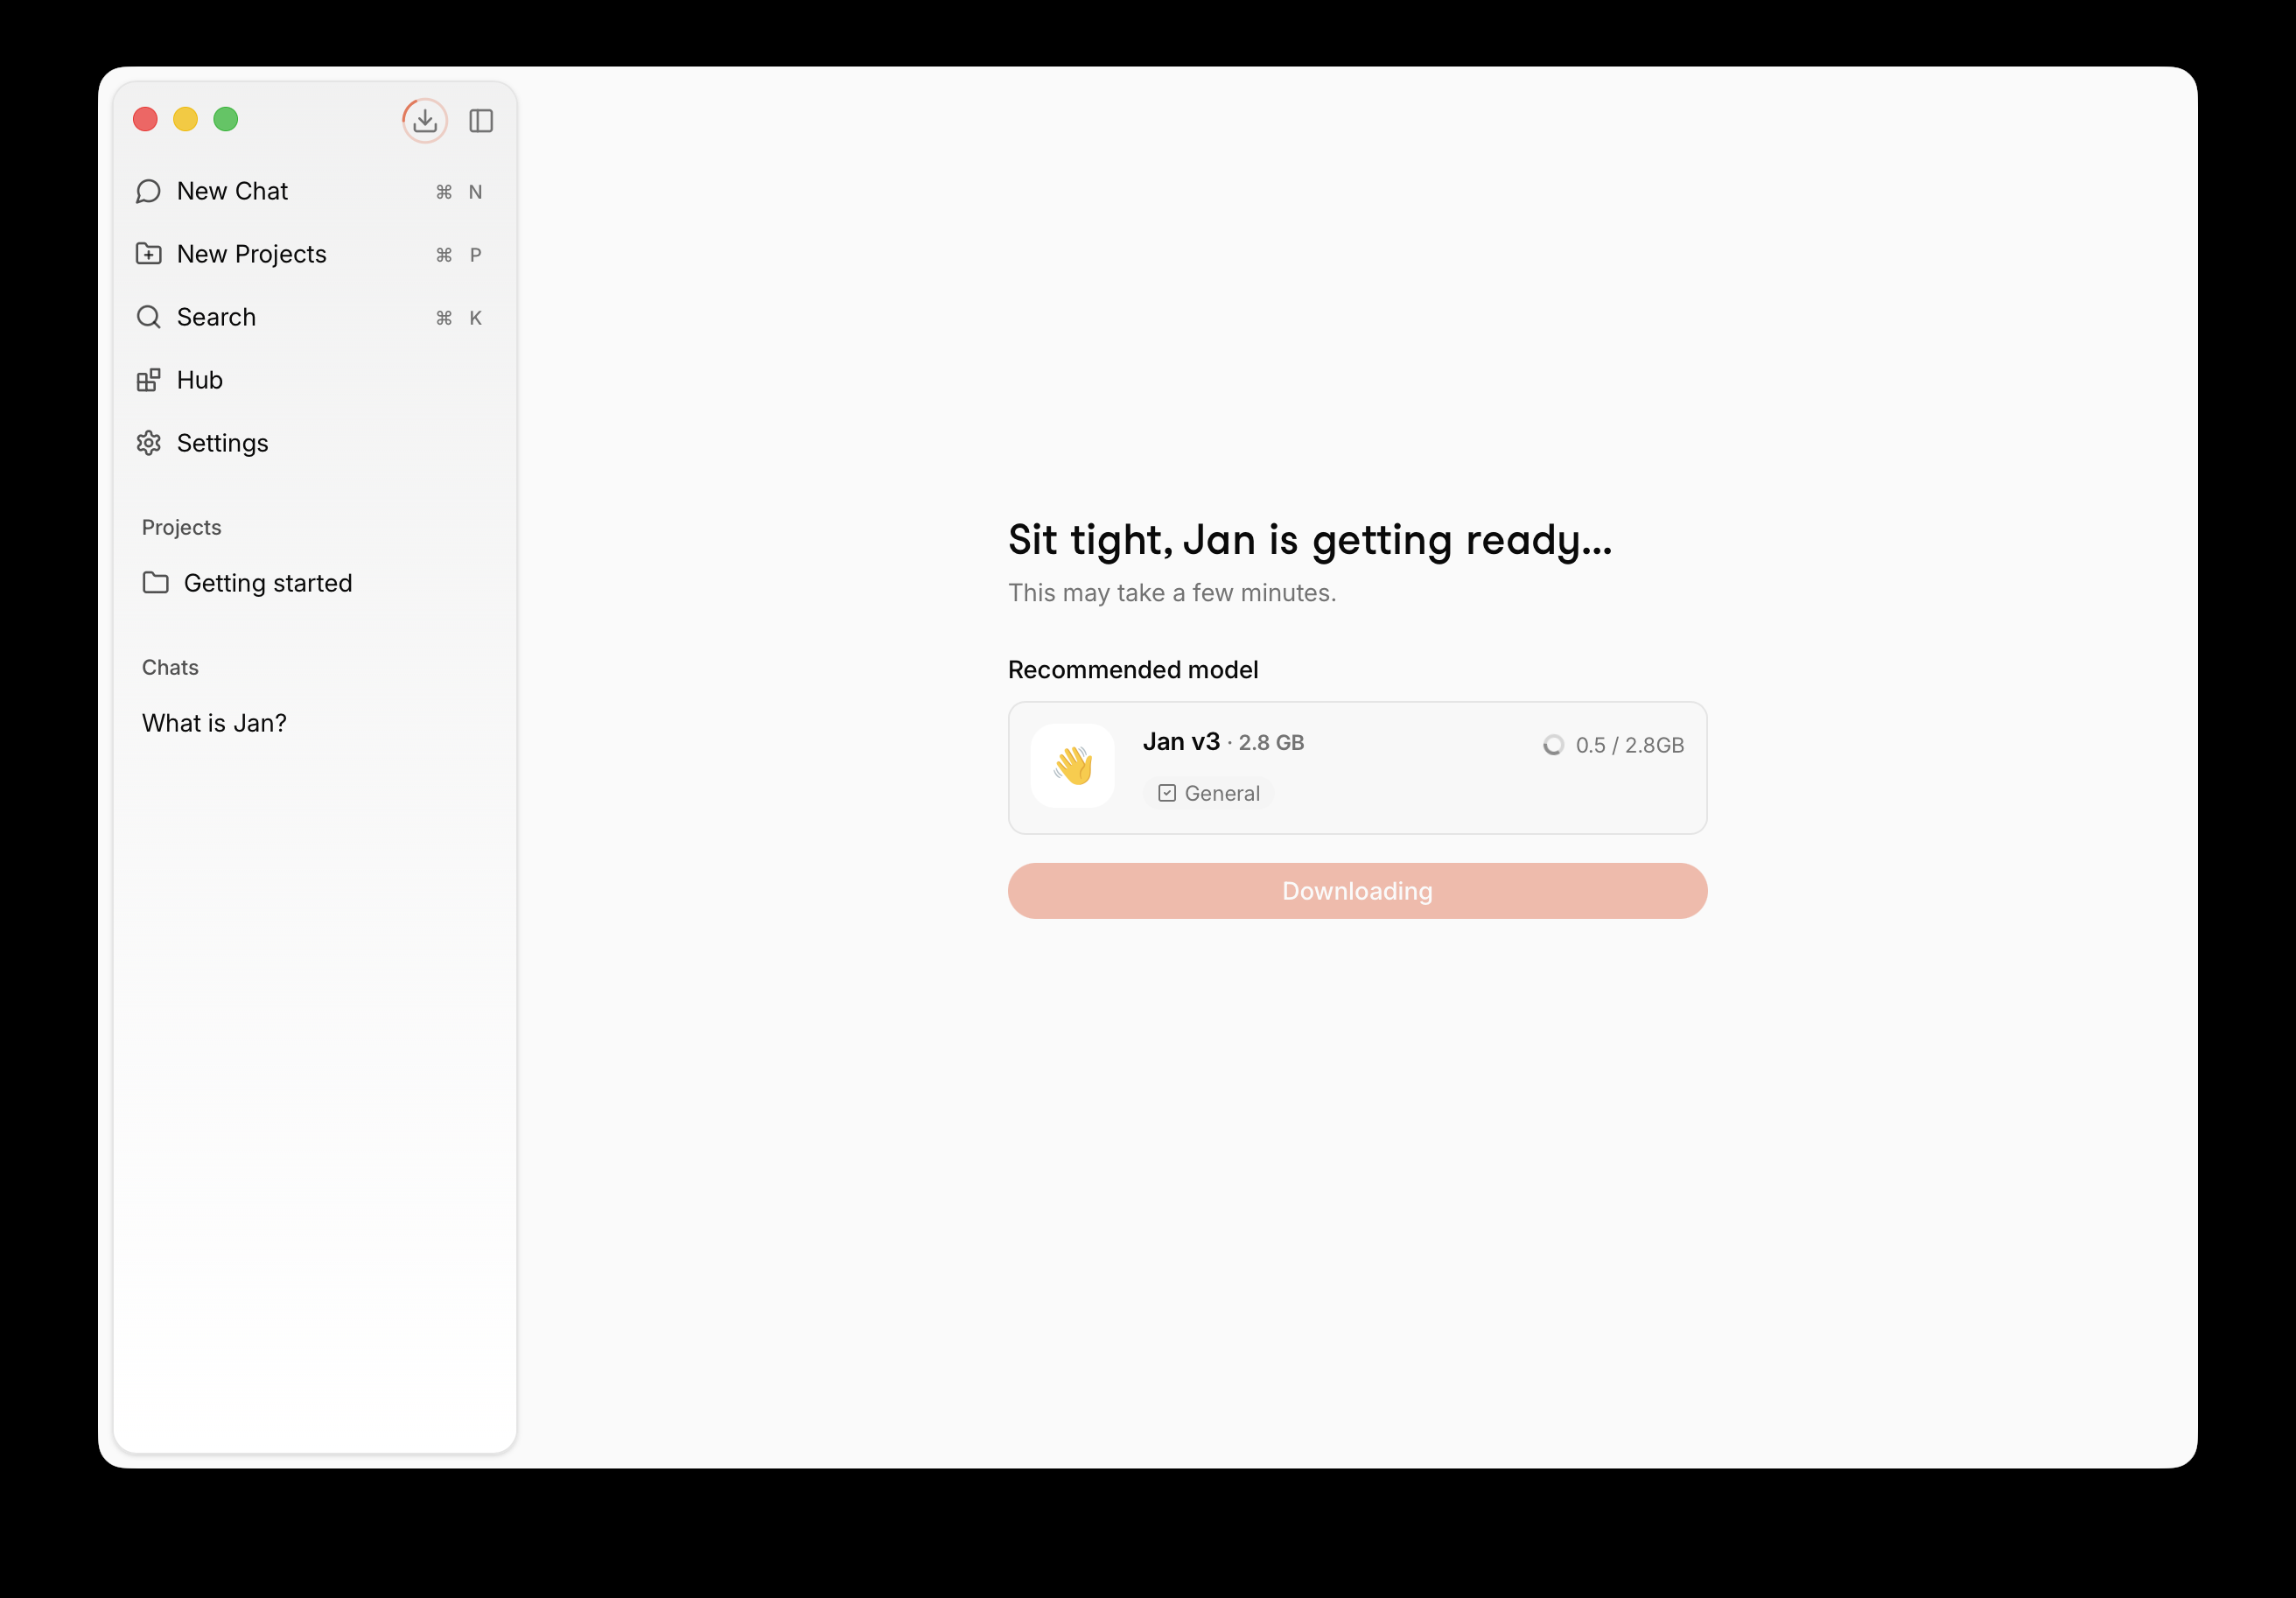 New Chat ⌘ N
New Projects ⌘ P
Search ⌘ K
Hub
Settings
Projects
Getting started
Chats
What is Jan?
Sit tight, Jan is getting ready...
This may take a few minutes.
Recommended model
Jan v3 · 2.8 GB
0.5 / 2.8GB
General
Downloading